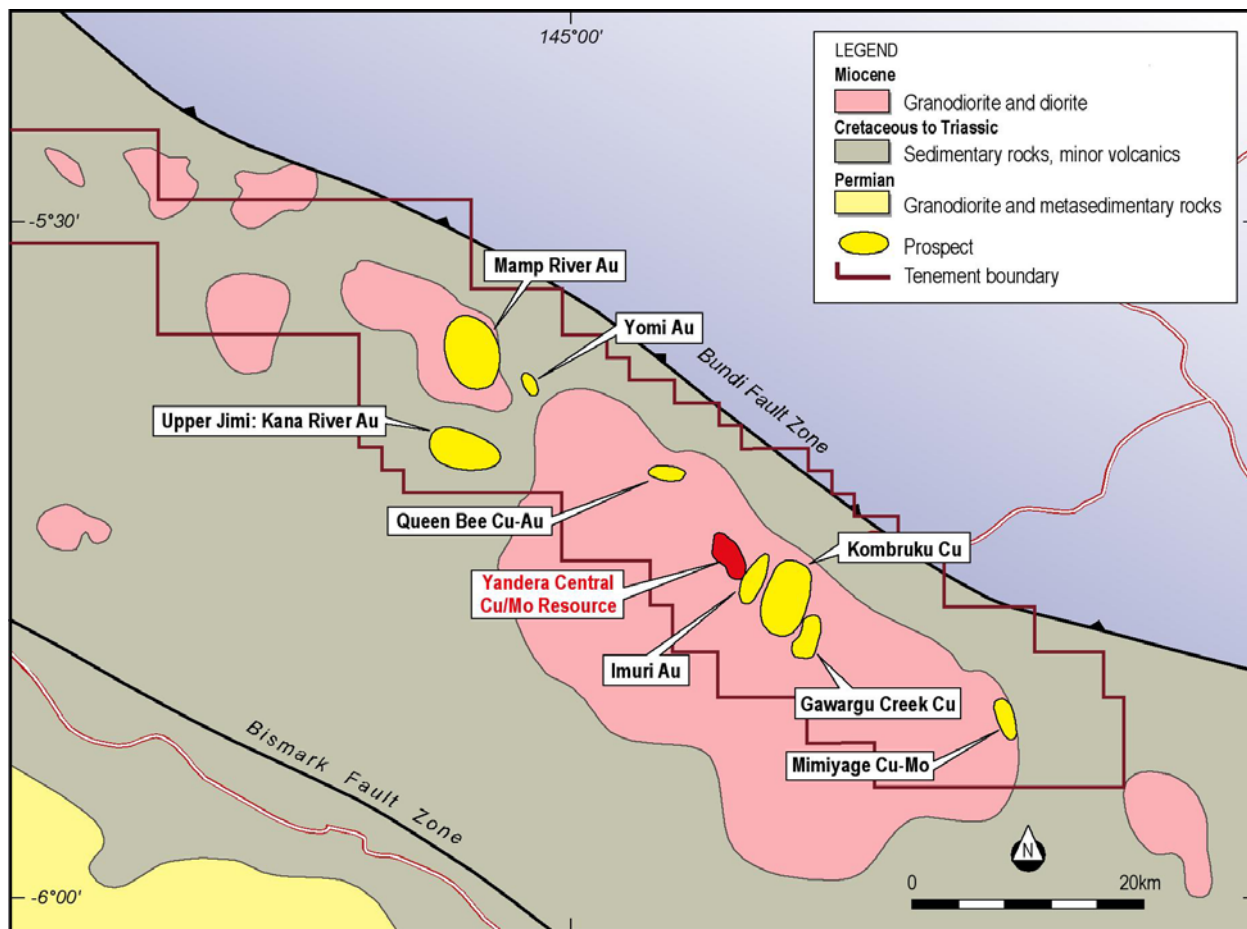 145°00'
LEGEND
Miocene
Granodiorite and diorite
Cretaceous to Triassic
Sedimentary rocks, minor volcanics
Permian
Granodiorite and metasedimentary rocks
Prospect
Tenement boundary
-5°30'
Mamp River Au
Yomi Au
Bundi Fault Zone
Upper Jimi: Kana River Au
Queen Bee Cu-Au
Kombruku Cu
Yandera Central
Cu/Mo Resource
Imuri Au
Gawargu Creek Cu
Mimiyage Cu-Mo
Bismark Fault Zone
N
-6°00'
0
20km